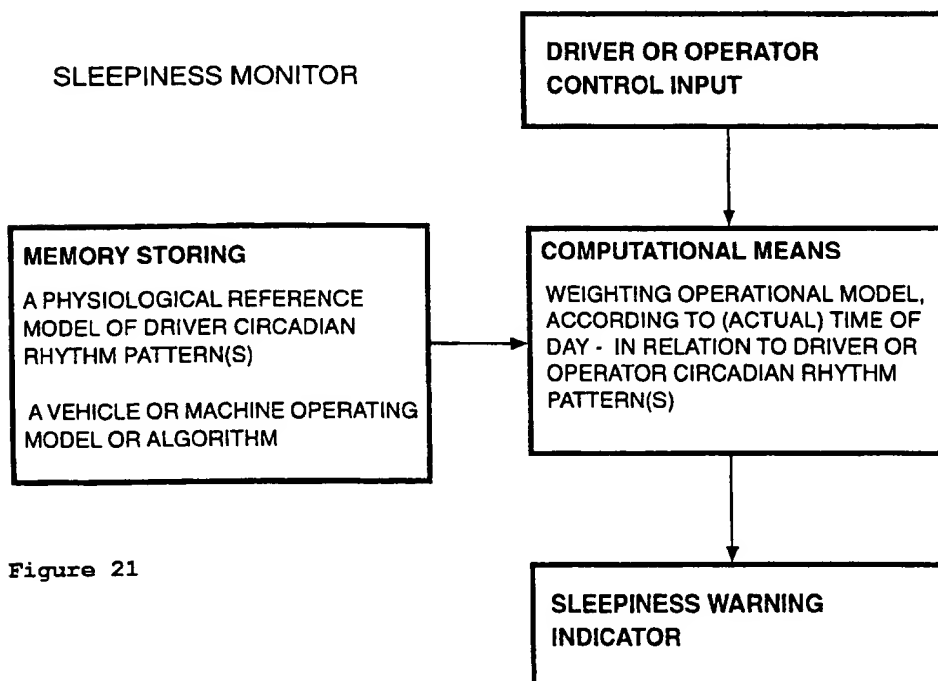 SLEEPINESS MONITOR
DRIVER OR OPERATOR
CONTROL INPUT
MEMORY STORING
A PHYSIOLOGICAL REFERENCE
MODEL OF DRIVER CIRCADIAN
RHYTHM PATTERN(S)
A VEHICLE OR MACHINE OPERATING
MODEL OR ALGORITHM
COMPUTATIONAL MEANS
WEIGHTING OPERATIONAL MODEL,
ACCORDING TO (ACTUAL) TIME OF
DAY - IN RELATION TO DRIVER OR
OPERATOR CIRCADIAN RHYTHM
PATTERN(S)
SLEEPINESS WARNING
INDICATOR
Figure 21